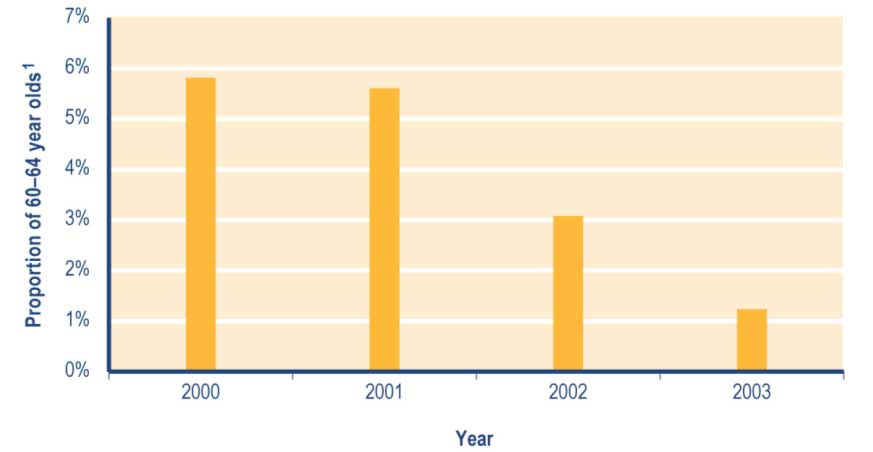 7%
6%
5%
4%
3%
2%
1%
0%
Proportion of 60–64 year olds¹
2000 2001 2002 2003
Year